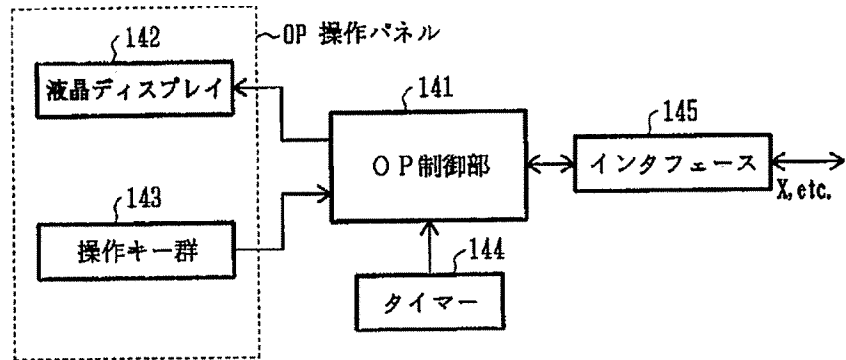 OP 操作パネル
142
液晶ディスプレイ
141
OP制御部
145
インタフェース
X, etc.
143
操作キー群
144
タイマー